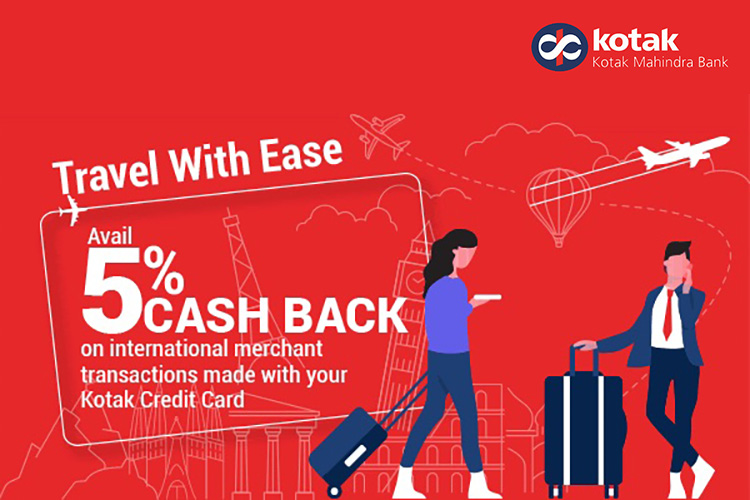 kotak
Kotak Mahindra Bank
Travel With Ease
Avail
5%
CASH BACK
on international merchant
transactions made with your
Kotak Credit Card